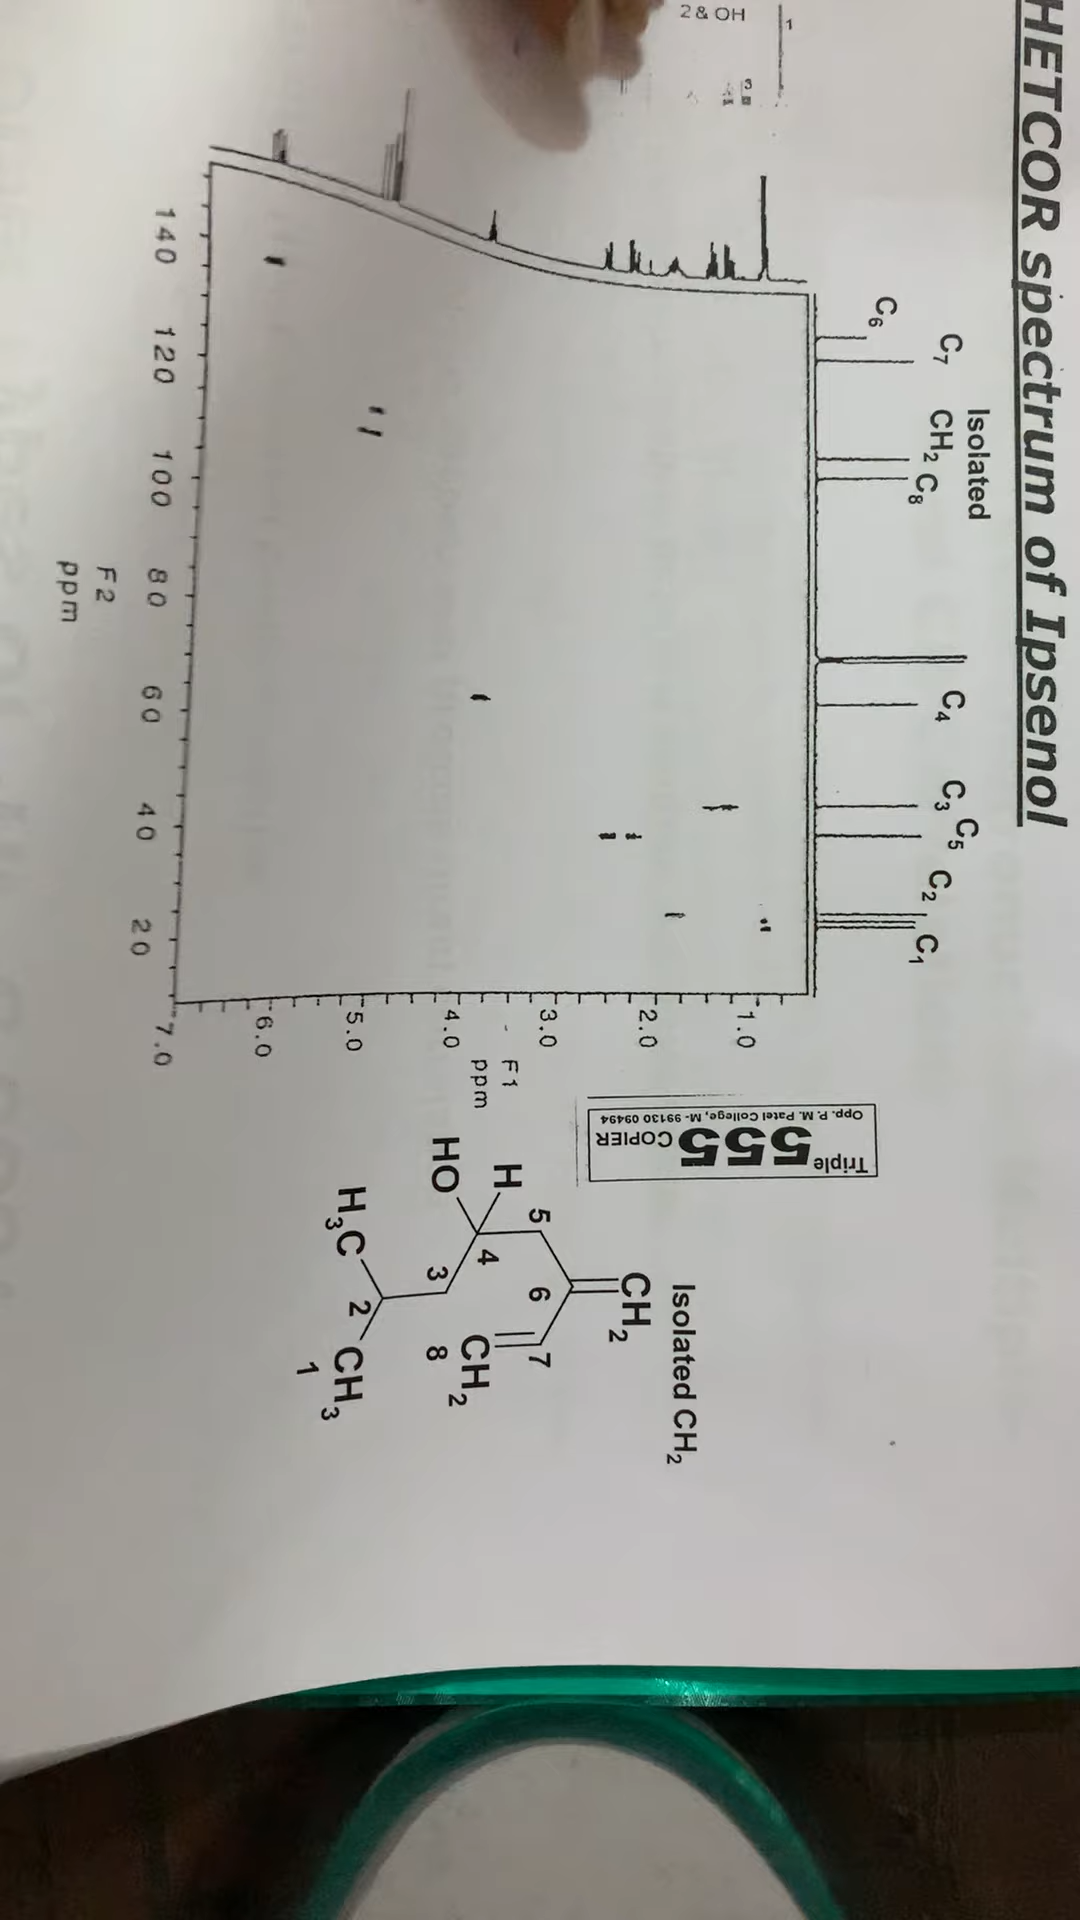 HETCOR spectrum of Ipsenol
Isolated
C6 C7 CH2 C8 C4 C3 C5 C2 C1
1
2 & OH
3
1.0
2.0
3.0
4.0
5.0
6.0
7.0
F1
ppm
140 120 100 80 60 40 20
F2
ppm
Triple
555
COPIER
Opp. P. M. Patel College, M- 99130 09494
Isolated CH2
CH2
5
6
7
H
4
HO
3
CH2
8
H3C
2
CH3
1